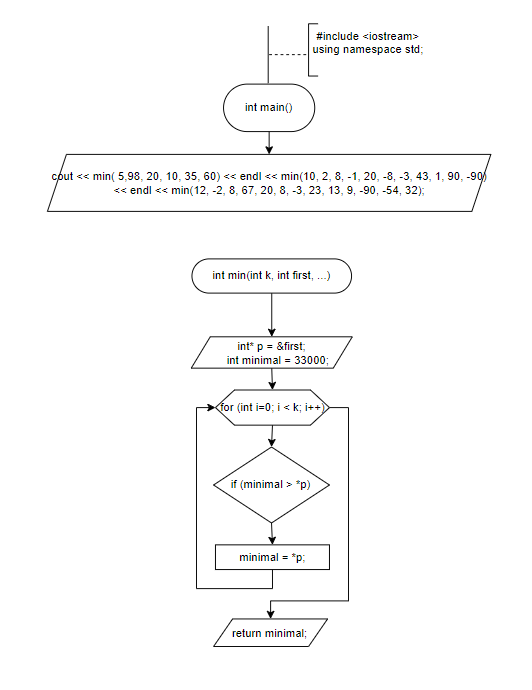 #include <iostream>
using namespace std;
int main()
cout << min( 5,98, 20, 10, 35, 60) << endl << min(10, 2, 8, -1, 20, -8, -3, 43, 1, 90, -90)
<< endl << min(12, -2, 8, 67, 20, 8, -3, 23, 13, 9, -90, -54, 32);
int min(int k, int first, ...)
int* p = &first;
int minimal = 33000;
for (int i=0; i < k; i++)
if (minimal > *p)
minimal = *p;
return minimal;